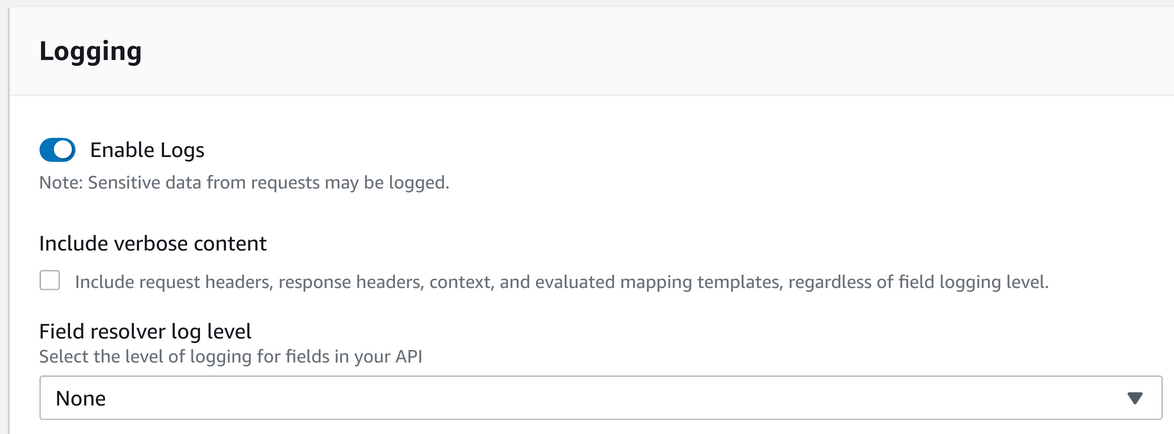 Logging
Enable Logs
Note: Sensitive data from requests may be logged.
Include verbose content
Include request headers, response headers, context, and evaluated mapping templates, regardless of field logging level.
Field resolver log level
Select the level of logging for fields in your API
None